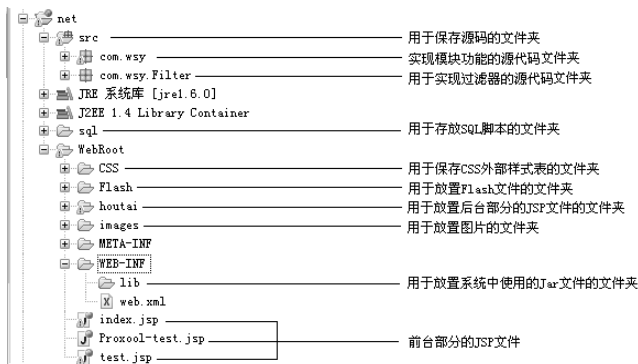 net
src 用于保存源码的文件夹
com.wsy 实现模块功能的源代码文件夹
com.wsy.Filter 用于实现过滤器的源代码文件夹
JRE 系统库 [jre1.6.0]
J2EE 1.4 Library Container
sql 用于存放SQL脚本的文件夹
WebRoot
CSS 用于保存CSS外部样式表的文件夹
Flash 用于放置Flash文件的文件夹
houtai 用于放置后台部分的JSP文件的文件夹
images 用于放置图片的文件夹
META-INF
WEB-INF
lib 用于放置系统中使用的Jar文件的文件夹
web.xml
index.jsp
Proxool-test.jsp 前台部分的JSP文件
test.jsp